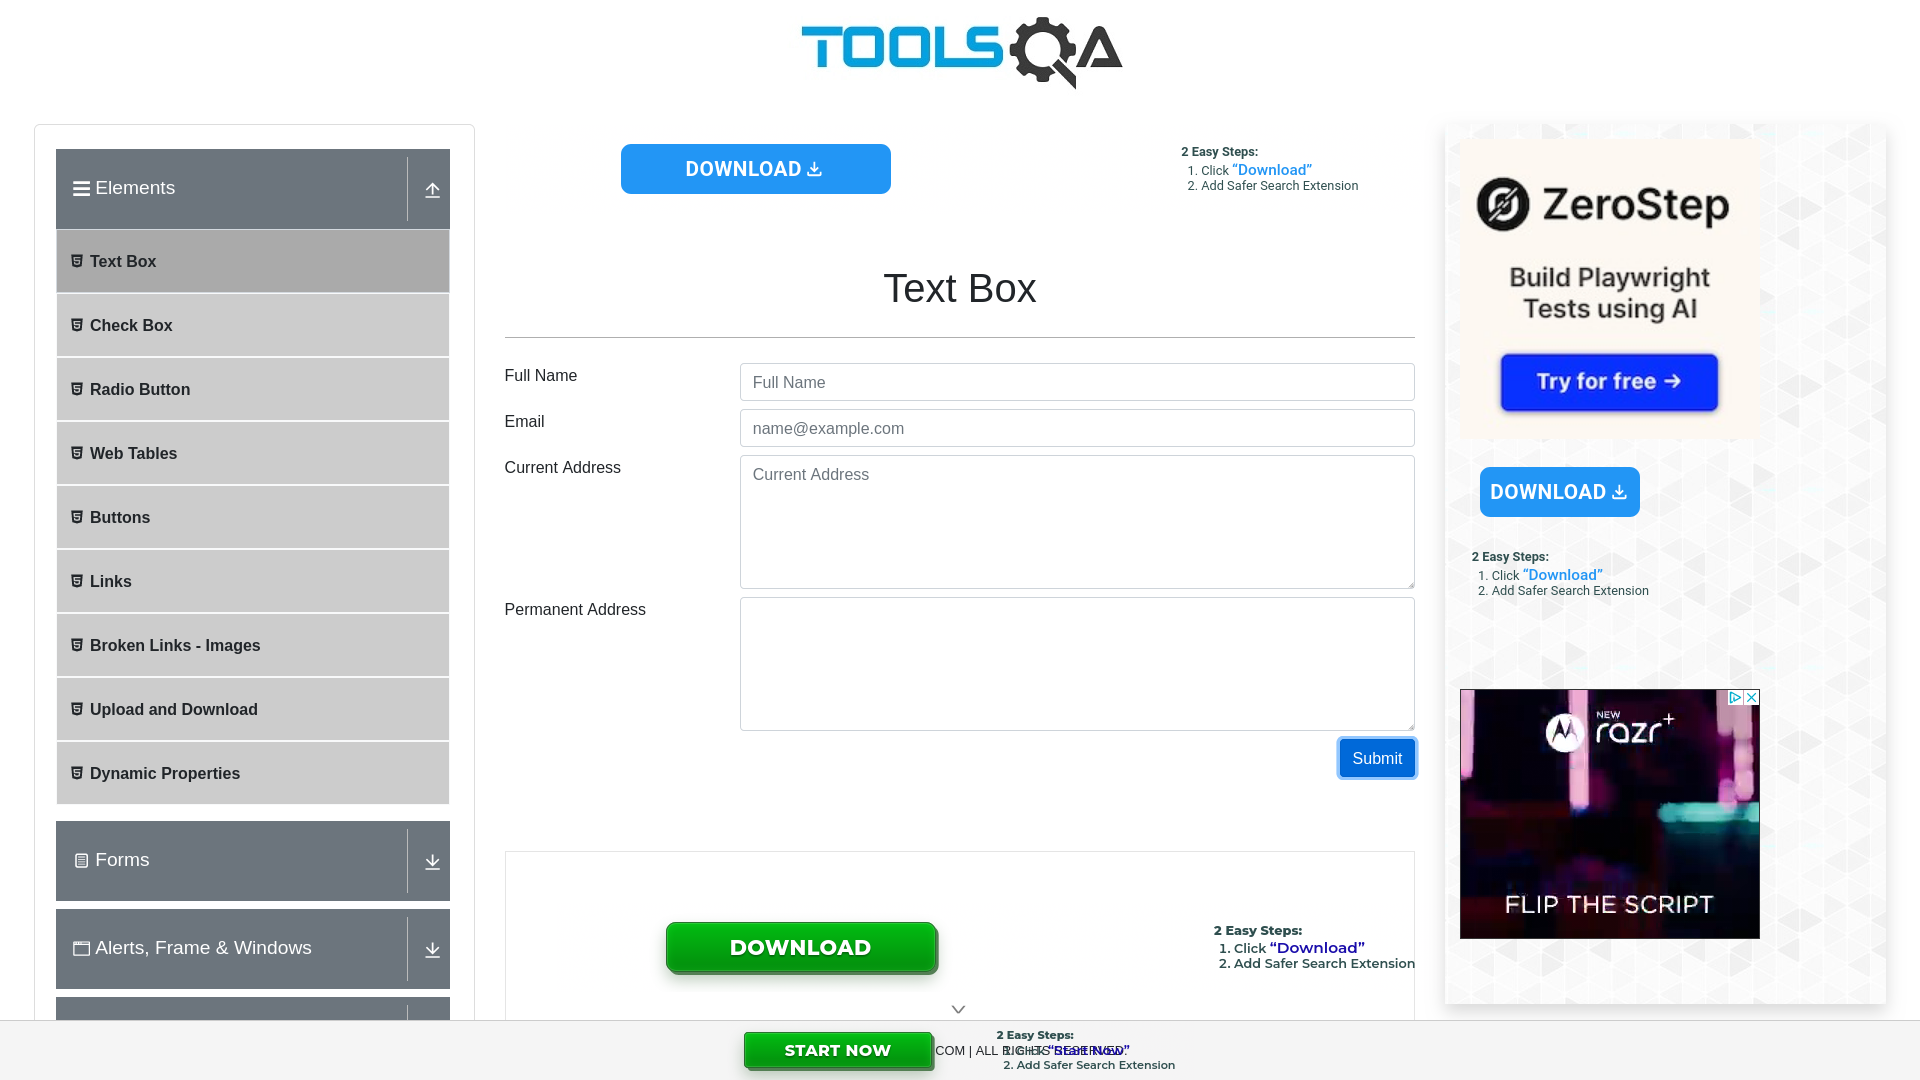 TOOLSQA
Elements
Text Box
Check Box
Radio Button
Web Tables
Buttons
Links
Broken Links - Images
Upload and Download
Dynamic Properties
Forms
Alerts, Frame & Windows
DOWNLOAD
2 Easy Steps:
1. Click “Download”
2. Add Safer Search Extension
Text Box
Full Name
Full Name
Email
name@example.com
Current Address
Current Address
Permanent Address
Submit
DOWNLOAD
2 Easy Steps:
1. Click “Download”
2. Add Safer Search Extension
ZeroStep
Build Playwright
Tests using AI
Try for free →
DOWNLOAD
2 Easy Steps:
1. Click “Download”
2. Add Safer Search Extension
NEW
razr+
FLIP THE SCRIPT
START NOW
2 Easy Steps:
COM | ALL RIGHTS RESERVED.
1. Click “Start Now”
2. Add Safer Search Extension